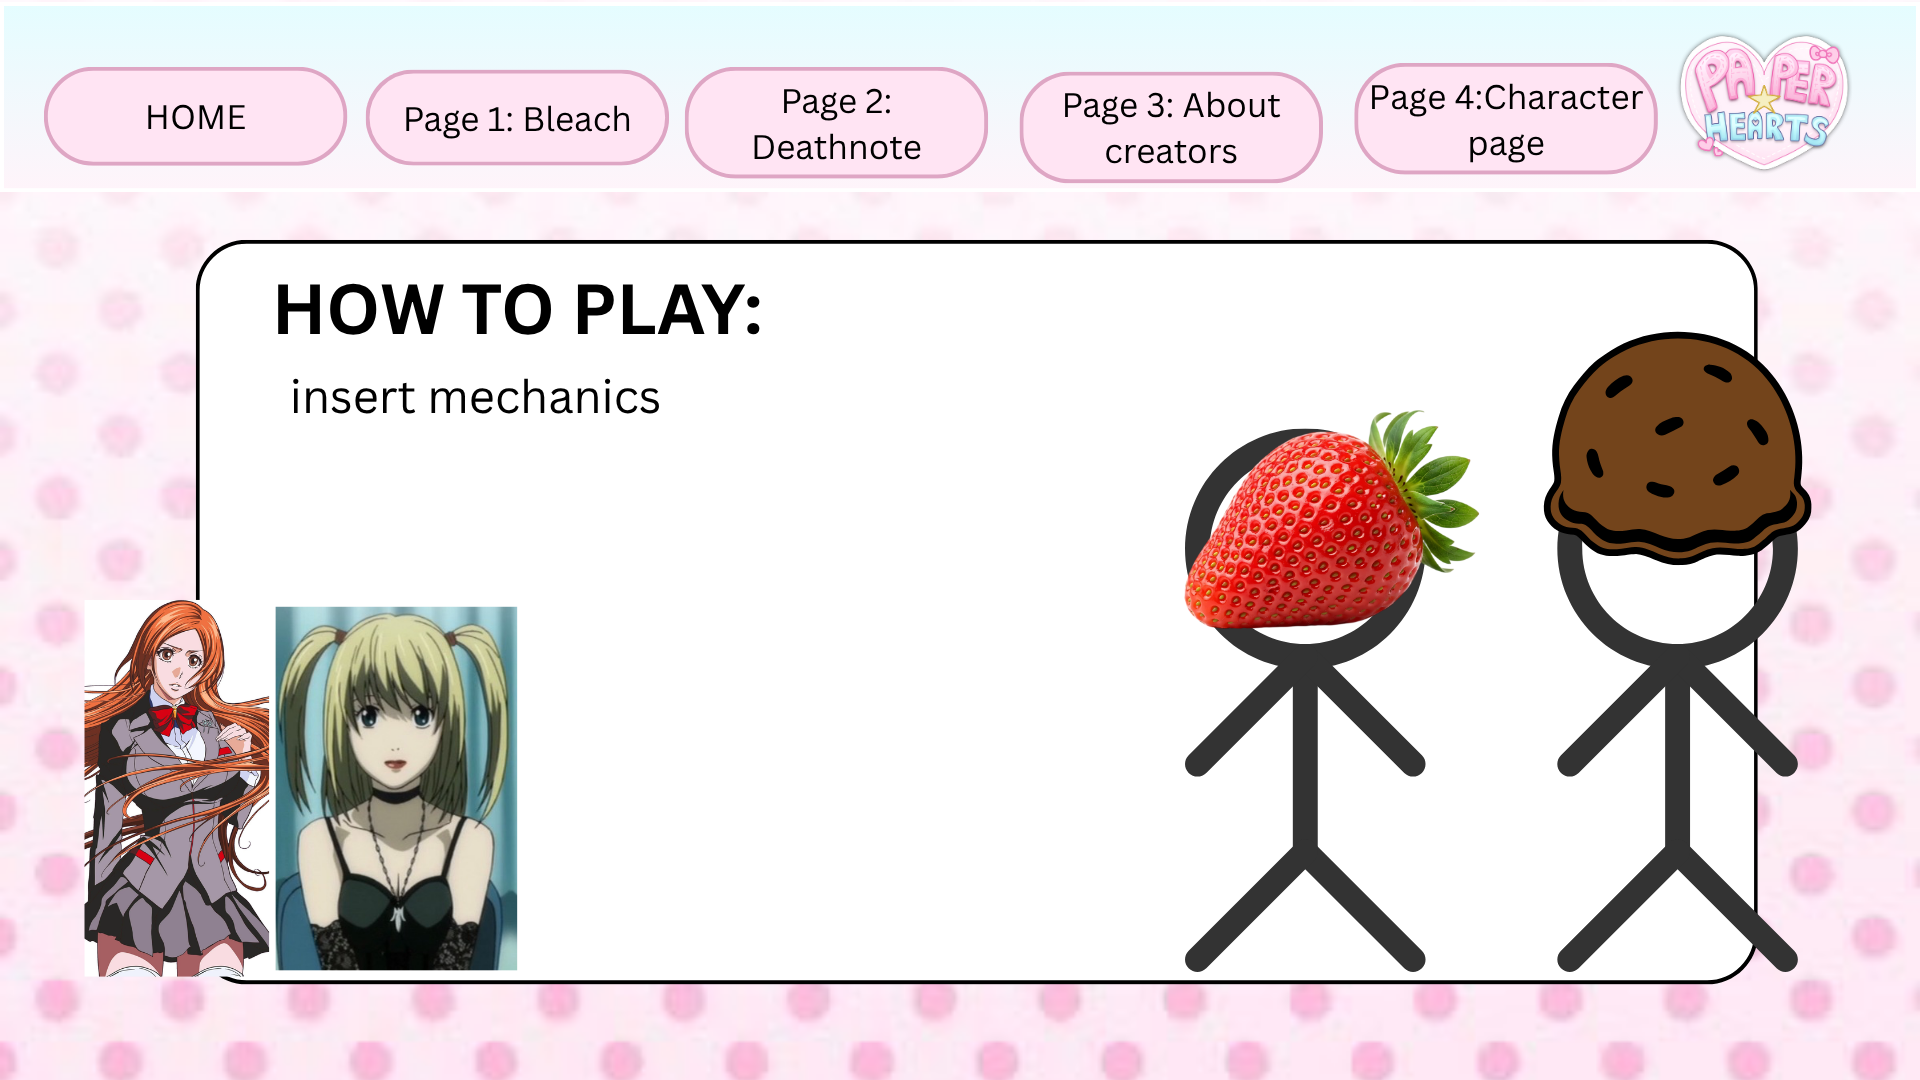 HOME
Page 1: Bleach
Page 2:
Deathnote
Page 3: About
creators
Page 4:Character
page
PAPER
HEARTS
HOW TO PLAY:
insert mechanics